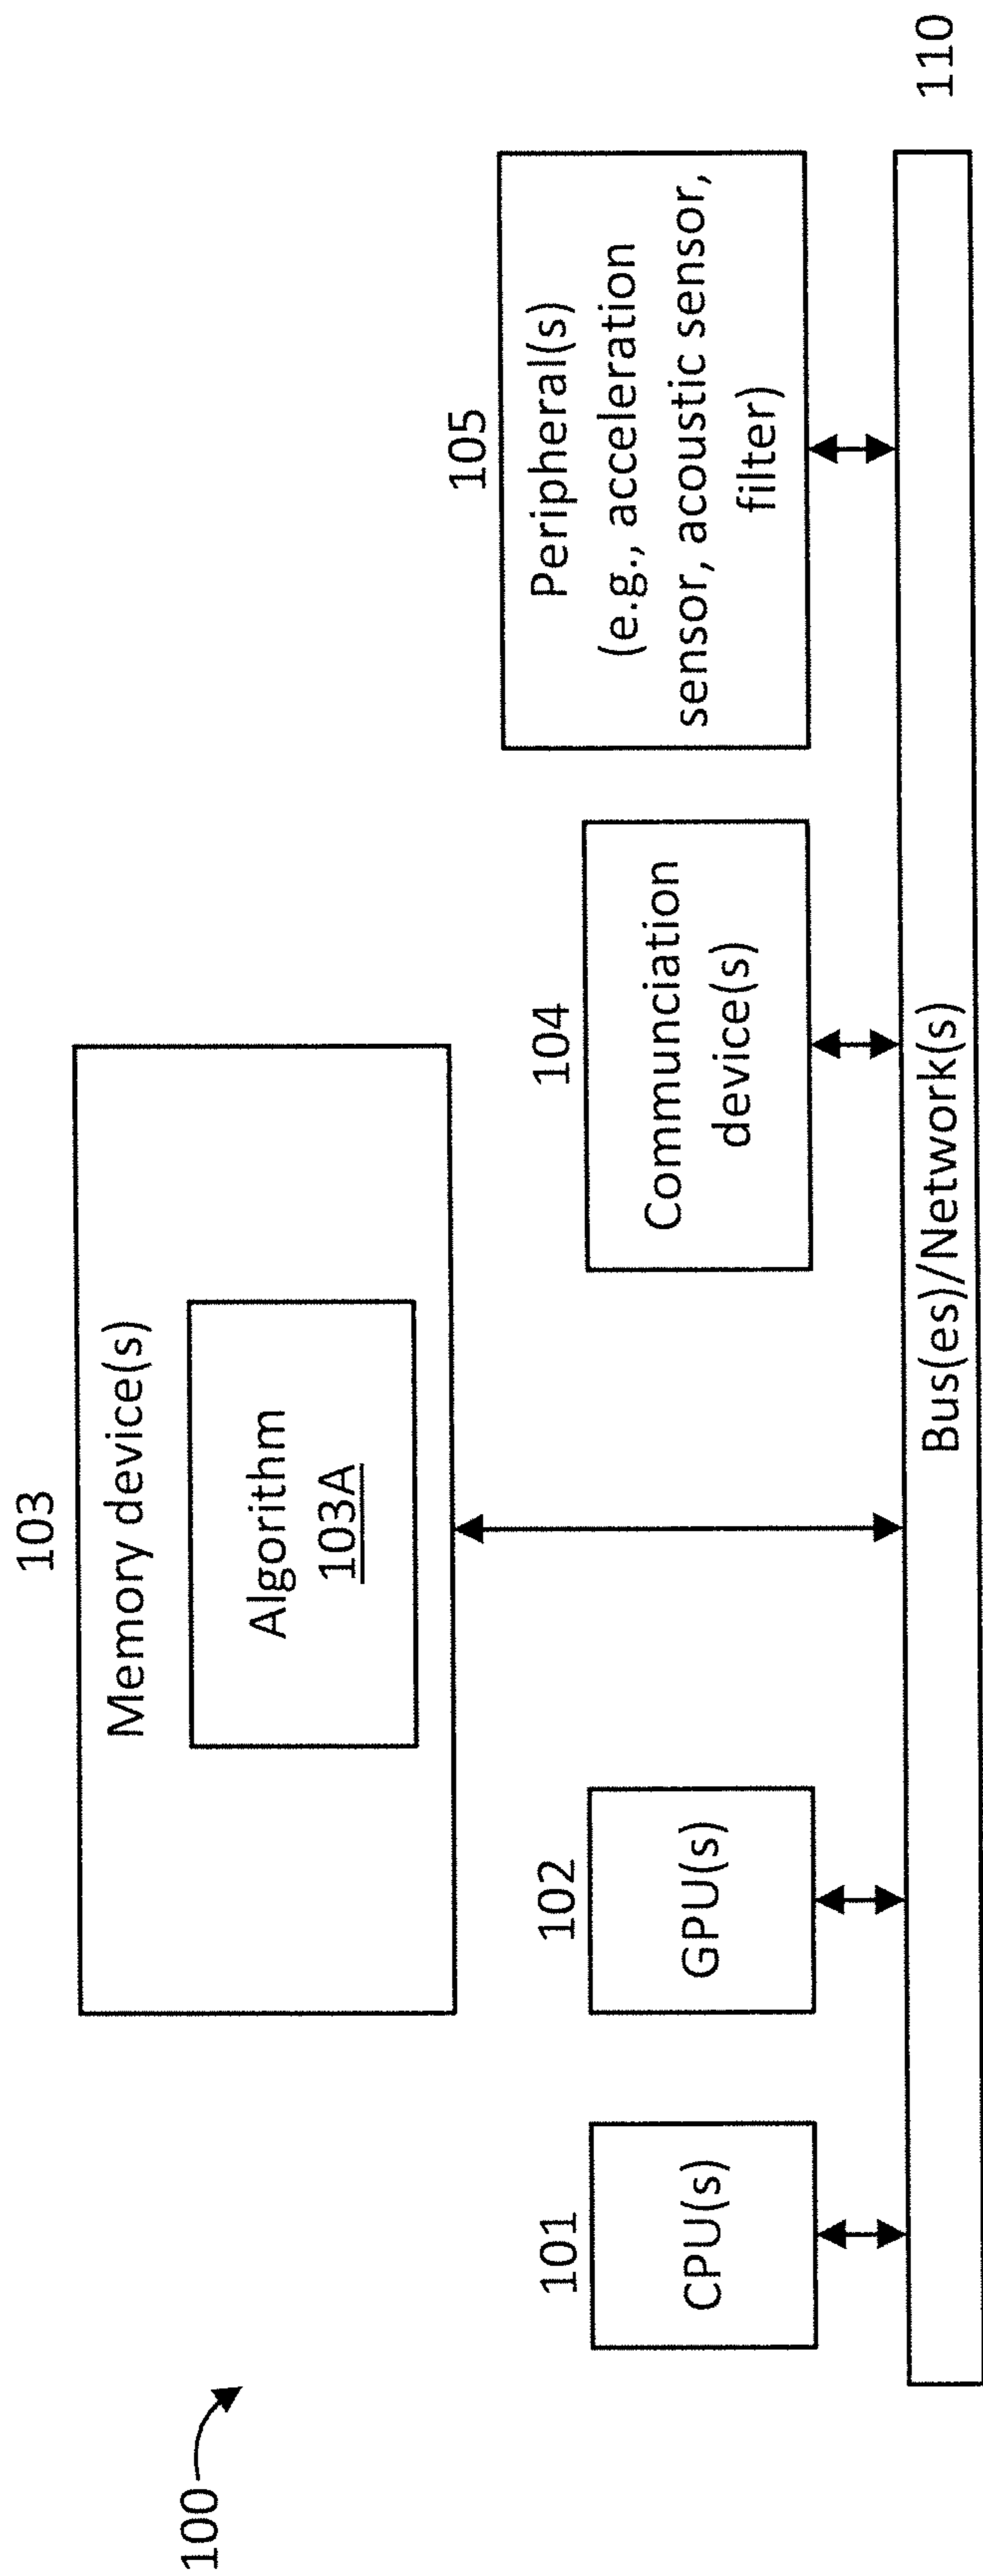 100
103
Memory device(s)
Algorithm
103A
101
CPU(s)
102
GPU(s)
104
Communciation
device(s)
105
Peripheral(s)
(e.g., acceleration
sensor, acoustic sensor,
filter)
Bus(es)/Network(s)
110